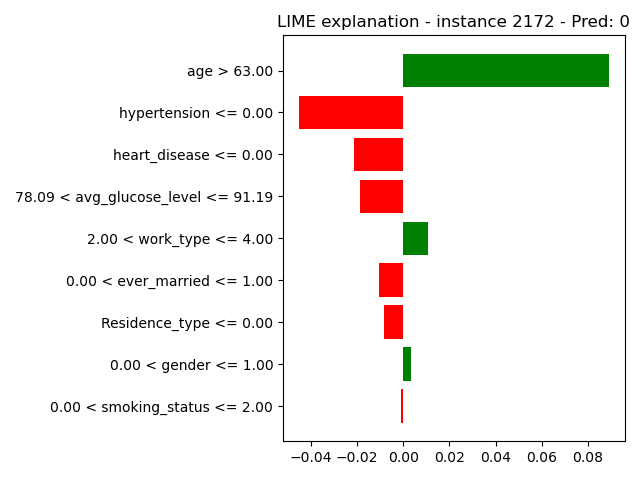 LIME explanation - instance 2172 - Pred: 0
age > 63.00
hypertension <= 0.00
heart_disease <= 0.00
78.09 < avg_glucose_level <= 91.19
2.00 < work_type <= 4.00
0.00 < ever_married <= 1.00
Residence_type <= 0.00
0.00 < gender <= 1.00
0.00 < smoking_status <= 2.00
−0.04 −0.02 0.00 0.02 0.04 0.06 0.08